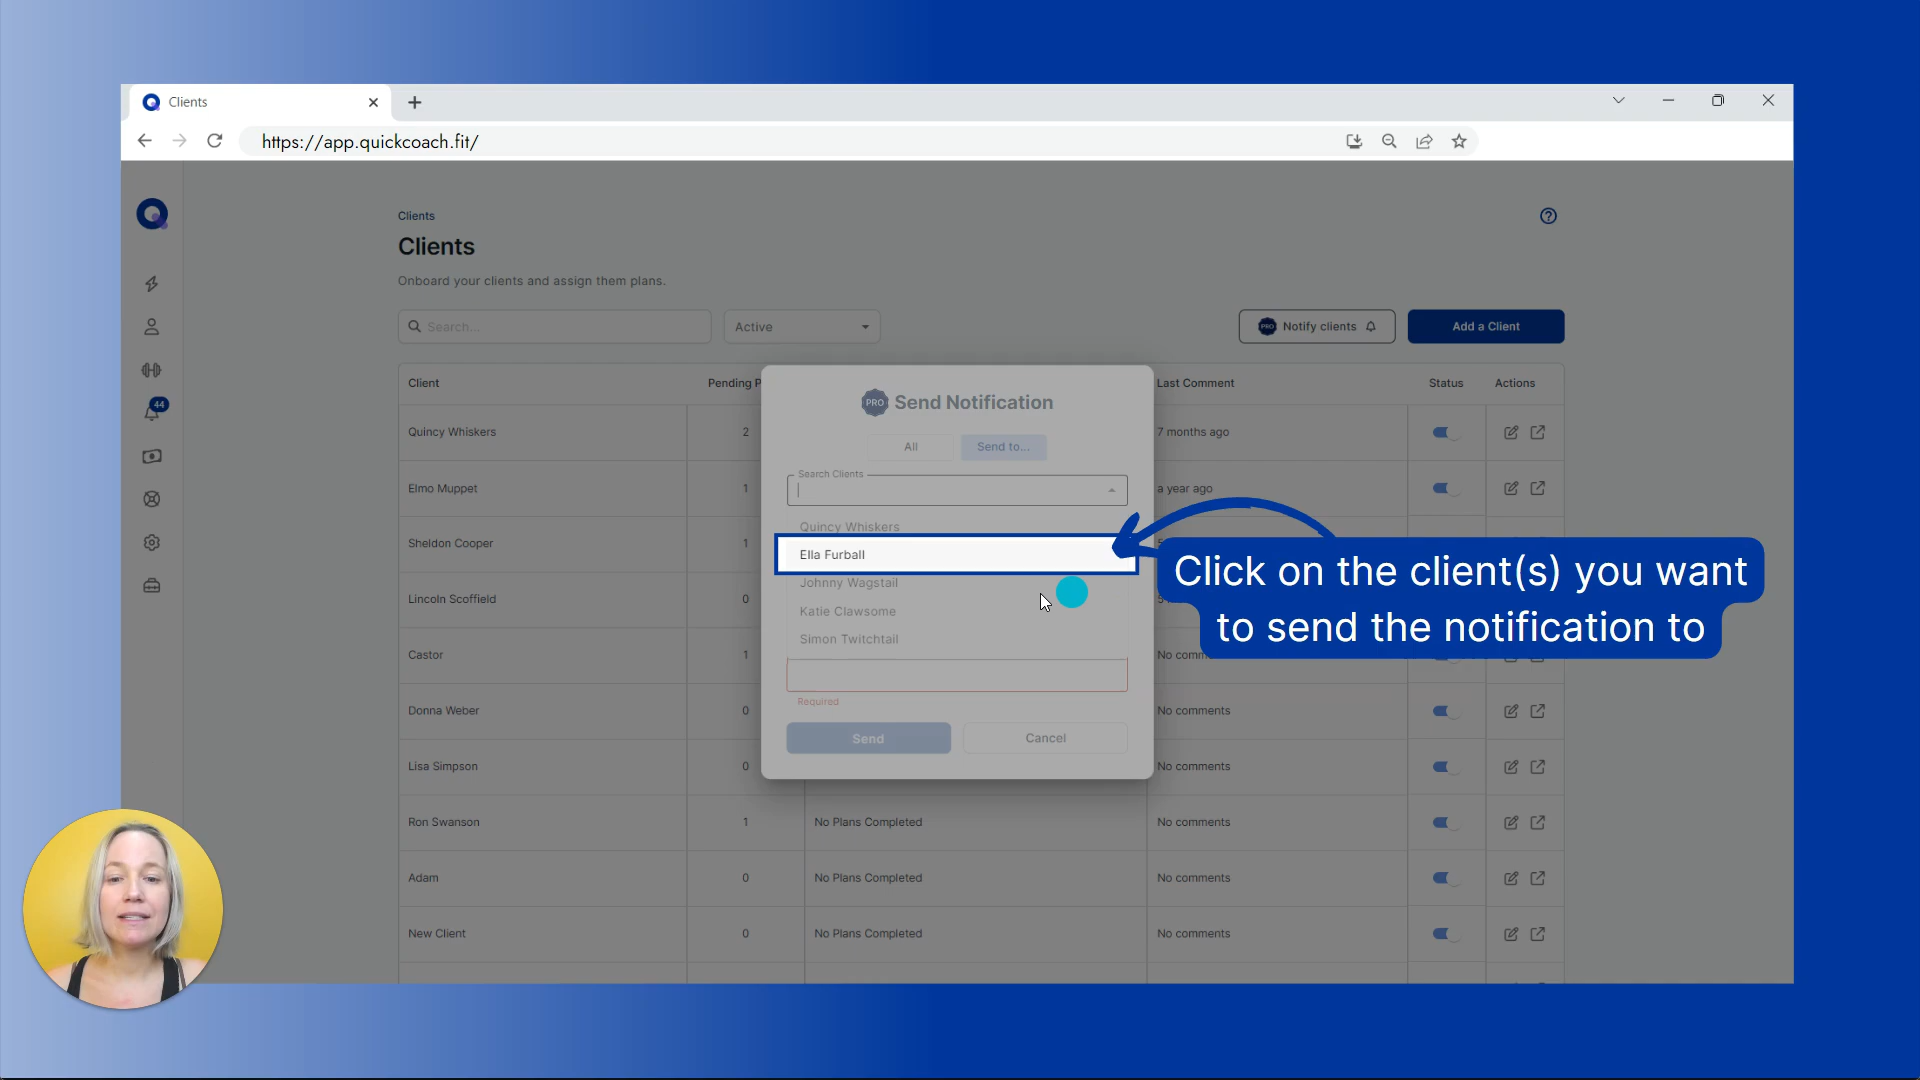 Clients
https://app.quickcoach.fit/
Clients
Clients
Onboard your clients and assign them plans.
Search...
Active
PRO Notify clients
Add a Client
Client
Pending P
Last Comment
Status
Actions
44
Quincy Whiskers
2
7 months ago
Elmo Muppet
1
a year ago
Sheldon Cooper
1
Lincoln Scoffield
0
Castor
1
No comm
Donna Weber
0
No comments
Lisa Simpson
0
No comments
Ron Swanson
1
No Plans Completed
No comments
Adam
0
No Plans Completed
No comments
New Client
0
No Plans Completed
No comments
PRO Send Notification
All
Send to...
Search Clients
Quincy Whiskers
Ella Furball
Johnny Wagstail
Katie Clawsome
Simon Twitchtail
Required
Send
Cancel
Click on the client(s) you want
to send the notification to